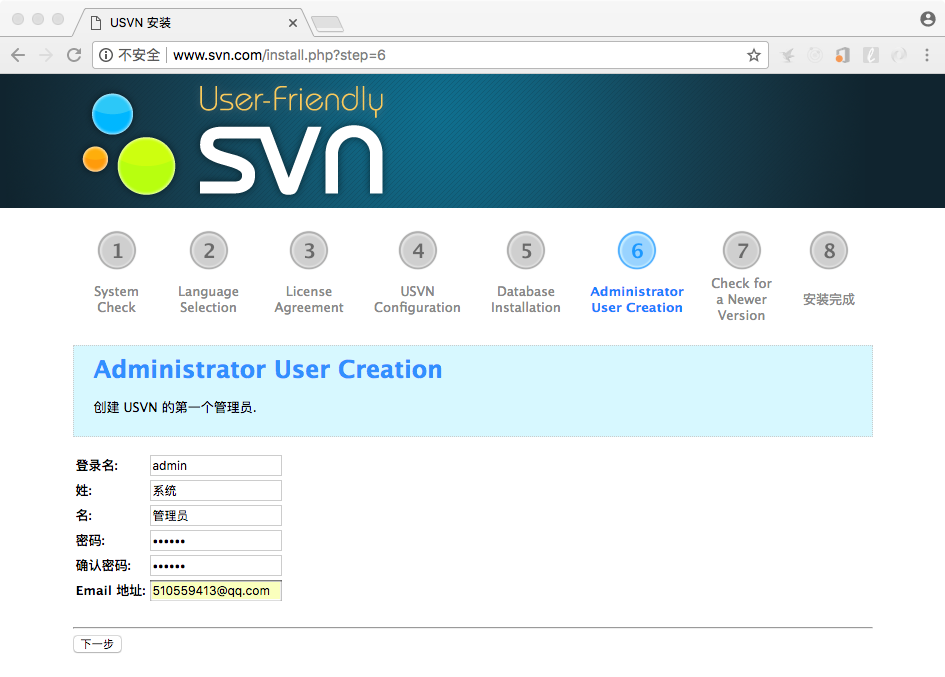 USVN 安装
不安全 www.svn.com/install.php?step=6
User-Friendly
SVN
1 2 3 4 5 6 7 8
System Check
Language Selection
License Agreement
USVN Configuration
Database Installation
Administrator User Creation
Check for a Newer Version
安装完成
Administrator User Creation
创建 USVN 的第一个管理员.
登录名: admin
姓: 系统
名: 管理员
密码: ••••••
确认密码: ••••••
Email 地址: 510559413@qq.com
下一步